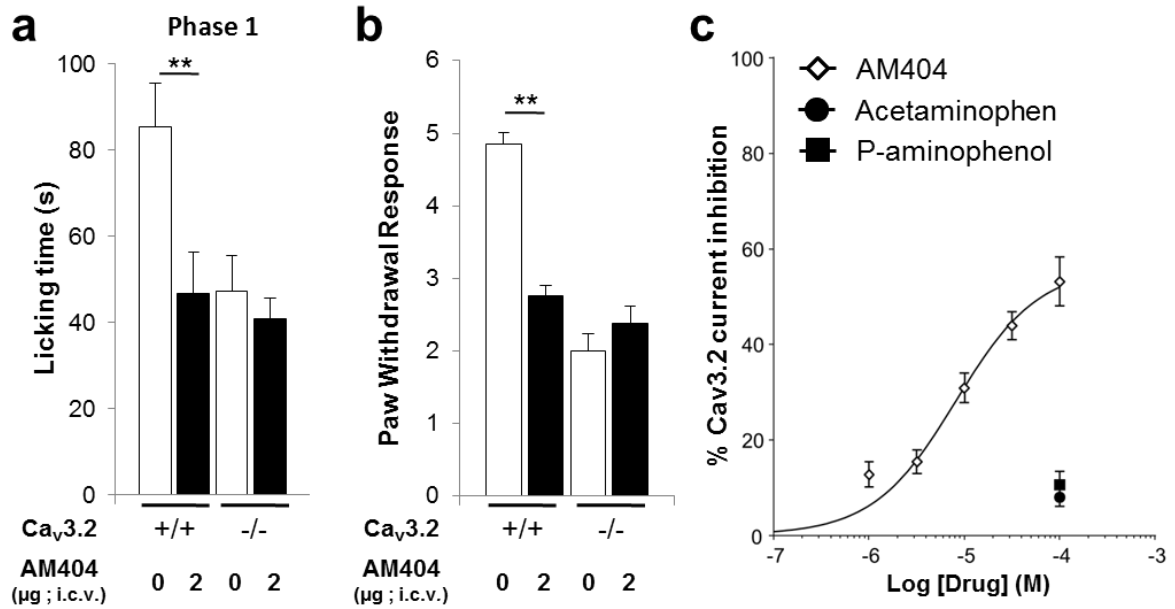 a
Phase 1
Licking time (s)
100
80
60
40
20
0
**
Caᵥ3.2
+/+
-/-
AM404
(µg ; i.c.v.)
0 2 0 2
b
Paw Withdrawal Response
6
5
4
3
2
1
0
**
Caᵥ3.2
+/+
-/-
AM404
(µg ; i.c.v.)
0 2 0 2
c
% Cav3.2 current inhibition
100
80
60
40
20
0
AM404
Acetaminophen
P-aminophenol
-7 -6 -5 -4 -3
Log [Drug] (M)